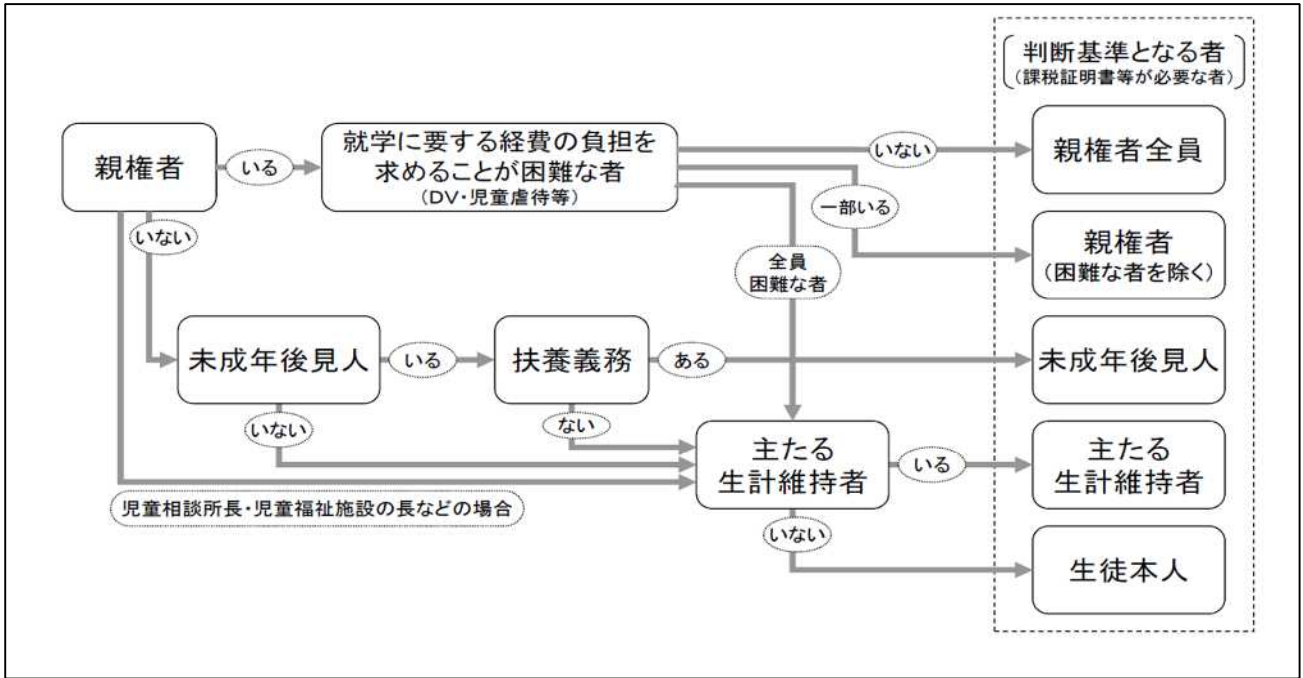 判断基準となる者
(課税証明書等が必要な者)
親権者
いる
就学に要する経費の負担を
求めることが困難な者
(DV・児童虐待等)
いない
親権者全員
一部いる
親権者
(困難な者を除く)
全員
困難な者
いない
未成年後見人
いる
扶養義務
ある
未成年後見人
いない
ない
主たる
生計維持者
いる
主たる
生計維持者
児童相談所長・児童福祉施設の長などの場合
いない
生徒本人